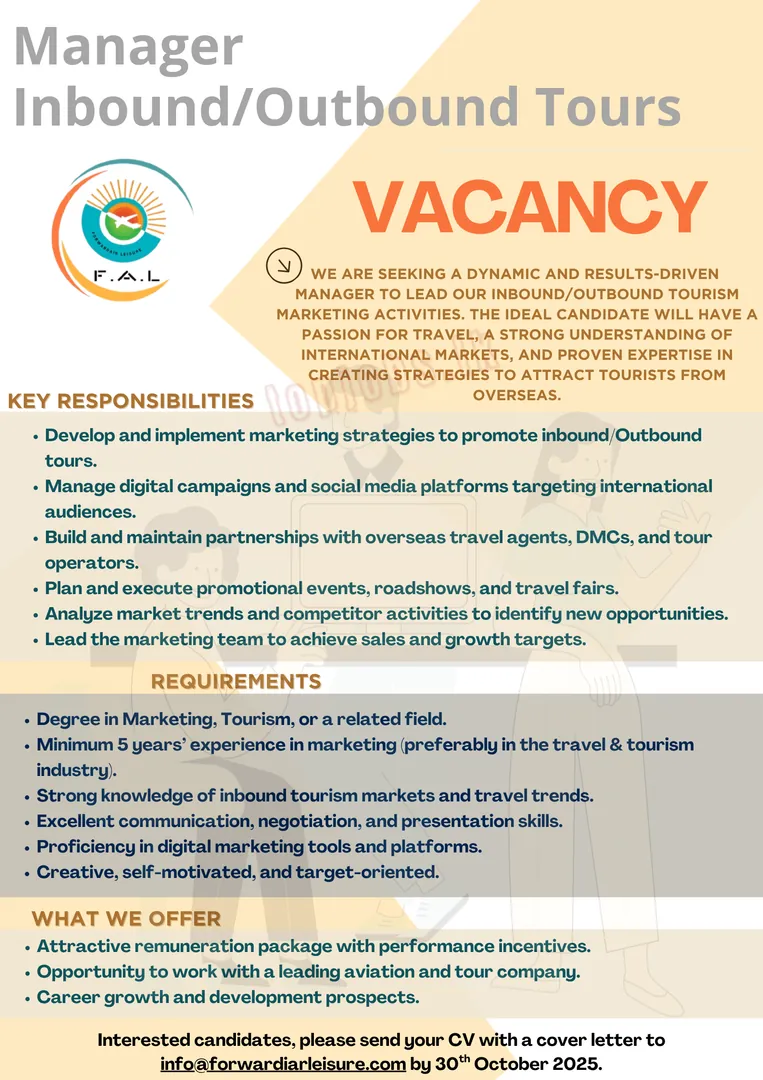 Manager
Inbound/Outbound Tours
VACANCY
FORWARDAIR LEISURE
F.A.L
WE ARE SEEKING A DYNAMIC AND RESULTS-DRIVEN
MANAGER TO LEAD OUR INBOUND/OUTBOUND TOURISM
MARKETING ACTIVITIES. THE IDEAL CANDIDATE WILL HAVE A
PASSION FOR TRAVEL, A STRONG UNDERSTANDING OF
INTERNATIONAL MARKETS, AND PROVEN EXPERTISE IN
CREATING STRATEGIES TO ATTRACT TOURISTS FROM
OVERSEAS.
KEY RESPONSIBILITIES
• Develop and implement marketing strategies to promote inbound/Outbound
tours.
• Manage digital campaigns and social media platforms targeting international
audiences.
• Build and maintain partnerships with overseas travel agents, DMCs, and tour
operators.
• Plan and execute promotional events, roadshows, and travel fairs.
• Analyze market trends and competitor activities to identify new opportunities.
• Lead the marketing team to achieve sales and growth targets.
REQUIREMENTS
• Degree in Marketing, Tourism, or a related field.
• Minimum 5 years’ experience in marketing (preferably in the travel & tourism
industry).
• Strong knowledge of inbound tourism markets and travel trends.
• Excellent communication, negotiation, and presentation skills.
• Proficiency in digital marketing tools and platforms.
• Creative, self-motivated, and target-oriented.
WHAT WE OFFER
• Attractive remuneration package with performance incentives.
• Opportunity to work with a leading aviation and tour company.
• Career growth and development prospects.
Interested candidates, please send your CV with a cover letter to
info@forwardiarleisure.com by 30th October 2025.